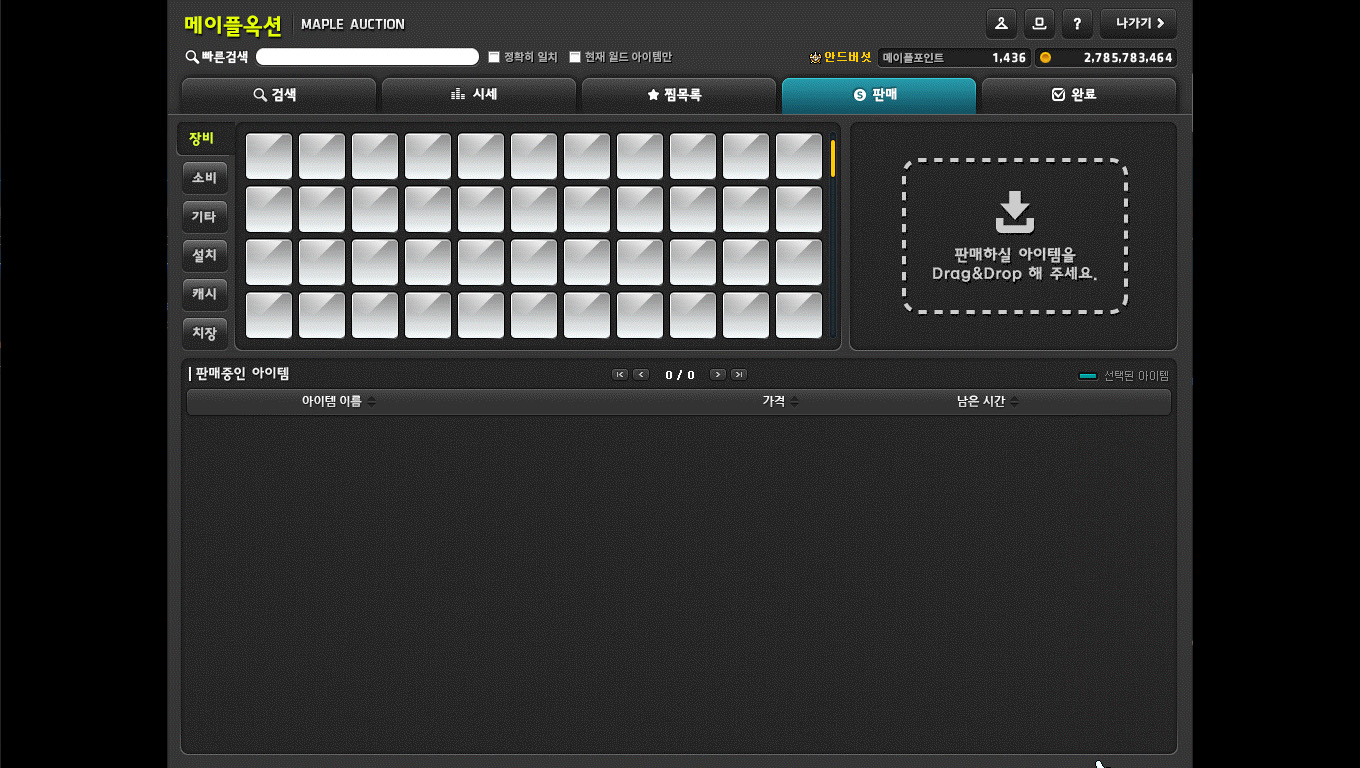 메이플옥션 MAPLE AUCTION ? 나가기
빠른검색 정확히 일치 현재 월드 아이템만 안드버섯 메이플포인트 1,436 2,785,783,464
검색 시세 찜목록 판매 완료
장비
소비
기타
설치
캐시
치장
판매하실 아이템을
Drag&Drop 해 주세요.
판매중인 아이템 0 / 0 선택된 아이템
아이템 이름 가격 남은 시간